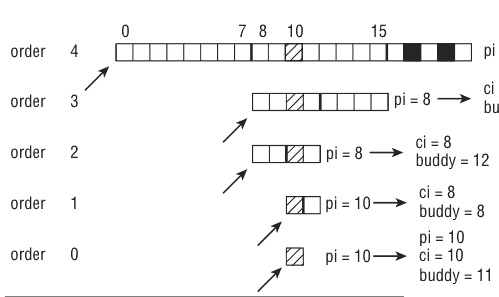 0 7 8 10 15
order 4 pi
order 3 pi = 8 ci
bu
order 2 pi = 8 ci = 8
buddy = 12
order 1 pi = 10 ci = 8
buddy = 8
order 0 pi = 10 pi = 10
ci = 10
buddy = 11